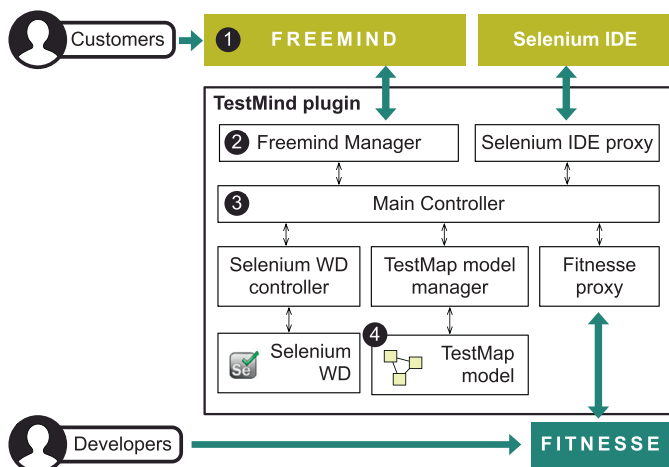 Customers
1 FREEMIND
Selenium IDE
TestMind plugin
2 Freemind Manager
Selenium IDE proxy
3 Main Controller
Selenium WD
controller
TestMap model
manager
Fitnesse
proxy
Se Selenium
WD
4 TestMap
model
Developers
FITNESSE